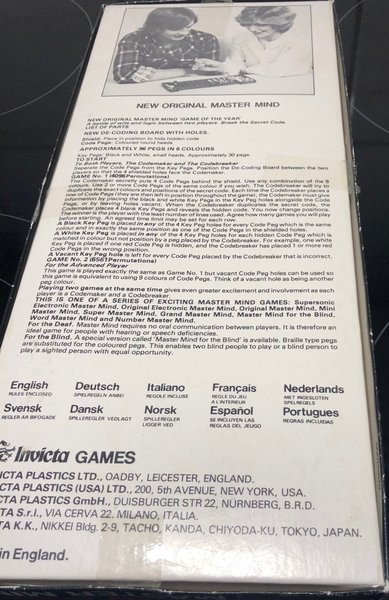 NEW ORIGINAL MASTER MIND
NEW ORIGINAL MASTER MIND 'GAME OF THE YEAR'
A battle of wits and logic between two players. Break the Secret Code.
LIST OF PARTS
NEW DE-CODING BOARD WITH HOLES.
Shield: Place in position to hide hidden code
Code Pegs: Coloured round heads
APPROXIMATELY 96 PEGS IN 8 COLOURS
Key Pegs: Black and White, small heads. Approximately 30 pegs.
TO START
To Both Players, The Codemaker and The Codebreaker
Separate the Code Pegs from the Key Pegs. Position the De-Coding Board between the two
players so that the 4 shielded holes face the Codemaker.
GAME No. 1 (4096 Permutations)
The Codemaker secretly puts 4 Code Pegs behind the shield. Use any combination of the 8
colours. Use 2 or more Code Pegs of the same colour if you wish. The Codebreaker will try to
duplicate the exact colours and positions of the secret code. Each time the Codebreaker places a
row of Code Pegs (they are then left in position throughout the game), the Codemaker must give
information by placing the black and white Key Pegs in the Key Peg holes alongside the Code
Pegs, or by leaving holes vacant. When the Codebreaker duplicates the secret code, the
Codemaker places 4 black Key Pegs and reveals the hidden code. You now change positions.
The winner is the player with the least number of lines used. Agree how many games you will play
before starting. An agreed time limit may be set for each row.
A Black Key Peg is placed in any of the 4 Key Peg holes for every Code Peg which is the same
colour and in exactly the same position as one of the Code Pegs in the shielded holes.
A White Key Peg is placed in any of the 4 Key Peg holes for each hidden Code Peg which is
matched in colour but not position by a peg placed by the Codebreaker. For example, one white
Key Peg is placed if one red Code Peg is hidden, and the Codebreaker has placed 1 or more red
Code Pegs in the wrong position.
A Vacant Key Peg hole is left for every Code Peg placed by the Codebreaker that is incorrect.
GAME No. 2 (6561 Permutations)
For the Advanced Player
This game is played exactly the same as Game No. 1 but vacant Code Peg holes can be used so
this game is equivalent to using 9 colours of Code Pegs. Think of a vacant hole as being another
peg colour.
Playing two games at the same time gives even greater excitement and involvement as each
player is a Codemaker and a Codebreaker.
THIS IS ONE OF A SERIES OF EXCITING MASTER MIND GAMES: Supersonic
Electronic Master Mind, Original Electronic Master Mind, Original Master Mind, Mini
Master Mind, Super Master Mind, Grand Master Mind, Master Mind for the Blind,
Word Master Mind and Number Master Mind.
For the Deaf. Master Mind requires no oral communication between players. It is therefore an
ideal game for people with hearing or speech deficiencies.
For the Blind. A special version called 'Master Mind for the Blind' is available. Braille type pegs
are substituted for the coloured pegs. This enables two blind people to play or a blind person to
play a sighted person with equal opportunity.
English Deutsch Italiano Français Nederlands
RULES ENCLOSED SPIELREGELN ANBEI REGOLE INCLUSE REGLE DU JEU A L'INTERIEUR MET INGESLOTEN SPELREGELS
Svensk Dansk Norsk Español Portugues
REGLER AR BIFOGADE SPILLEREGLER VEDLAGT SPILLEREGLER LIGGER VED SE INCLUYEN LAS REGLAS DEL JUEGO REGRAS INCLUIDAS
Invicta GAMES
ICTA PLASTICS LTD., OADBY, LEICESTER, ENGLAND.
CTA PLASTICS (USA) LTD., 200, 5th AVENUE, NEW YORK, USA.
CTA PLASTICS GmbH., DUISBURGER STR 22, NÜRNBERG, B.R.D.
TA S.r.l., VIA CERVA 22, MILANO, ITALIA.
TA K.K., NIKKEI Bldg. 2-9, TACHO, KANDA, CHIYODA-KU, TOKYO, JAPAN.
in England.